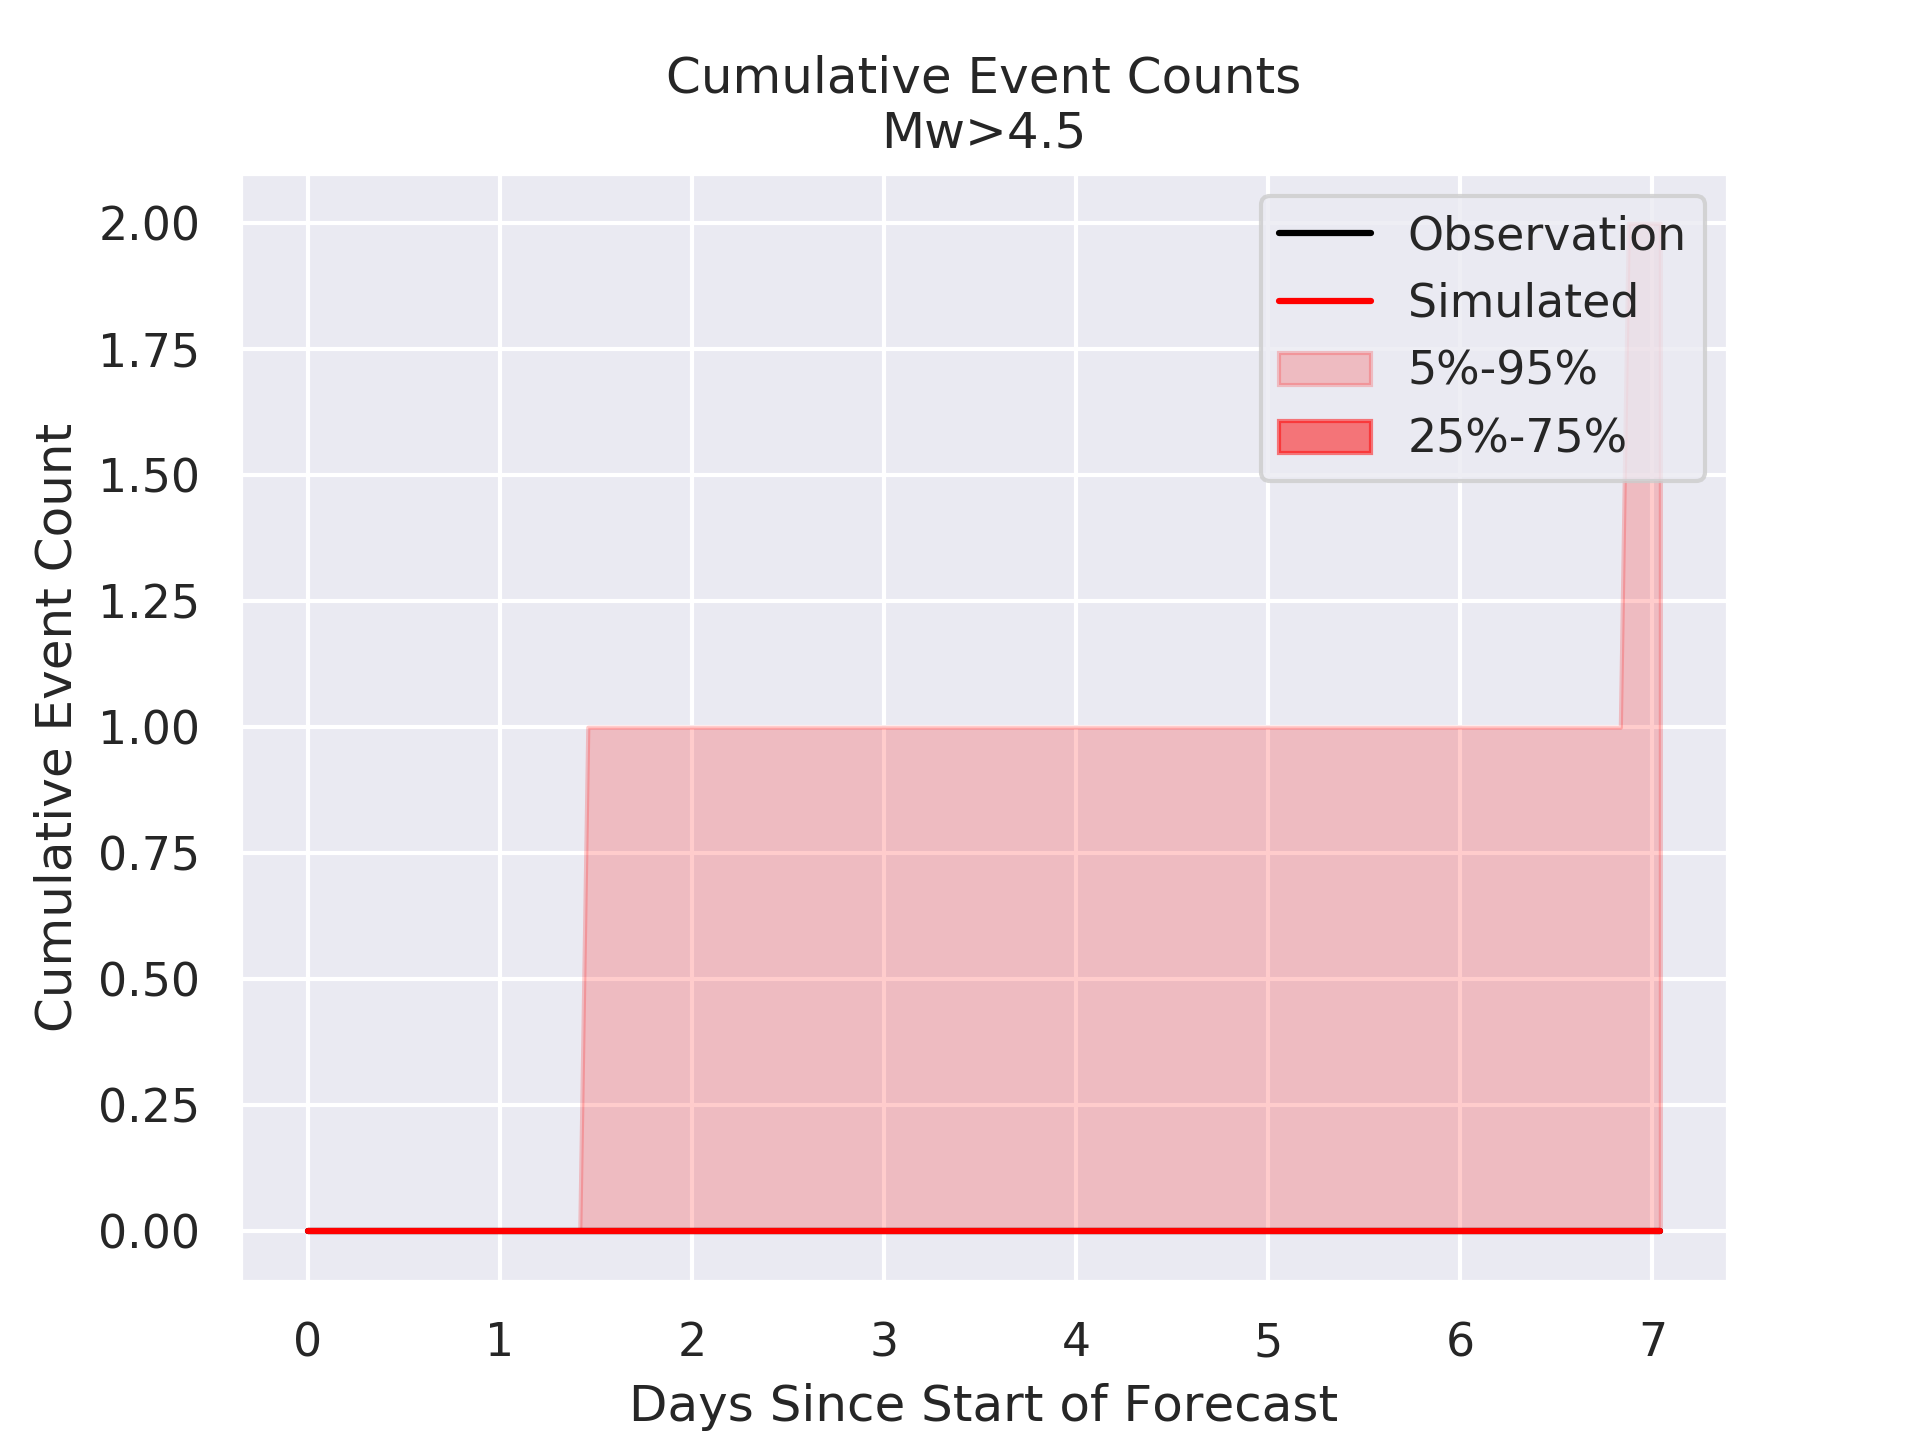 Cumulative Event Counts
Mw>4.5
Observation
Simulated
5%-95%
25%-75%
Cumulative Event Count
2.00
1.75
1.50
1.25
1.00
0.75
0.50
0.25
0.00
0 1 2 3 4 5 6 7
Days Since Start of Forecast